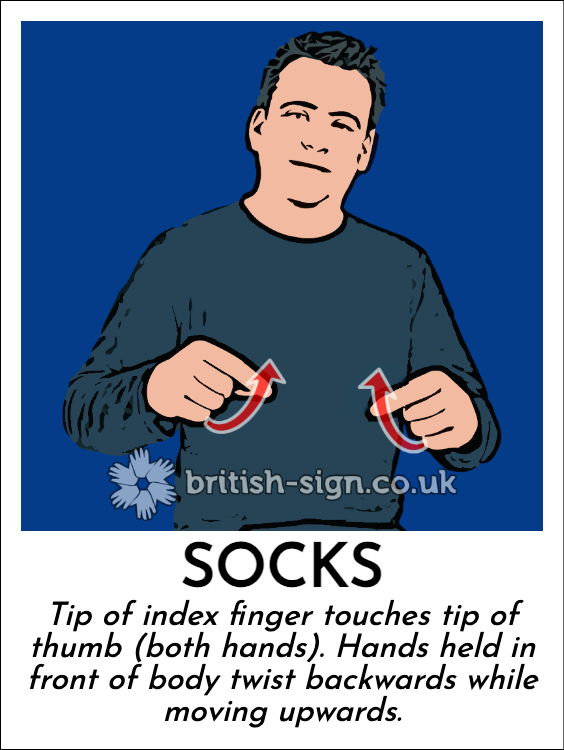 british-sign.co.uk
SOCKS
Tip of index finger touches tip of
thumb (both hands). Hands held in
front of body twist backwards while
moving upwards.